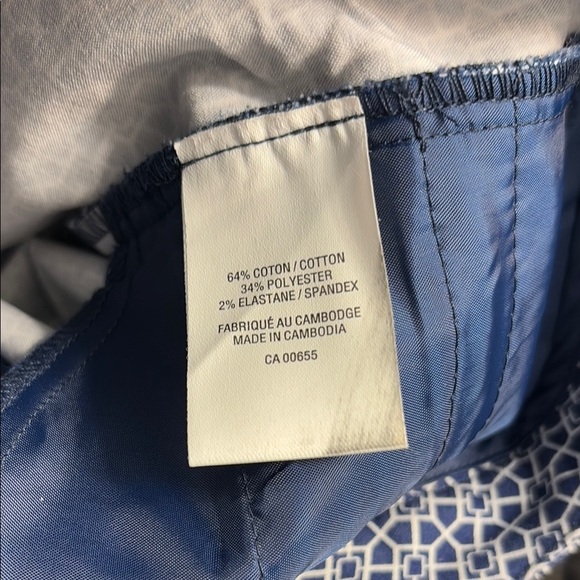 64% COTON / COTTON
34% POLYESTER
2% ELASTANE / SPANDEX
FABRIQUÉ AU CAMBODGE
MADE IN CAMBODIA
CA 00655